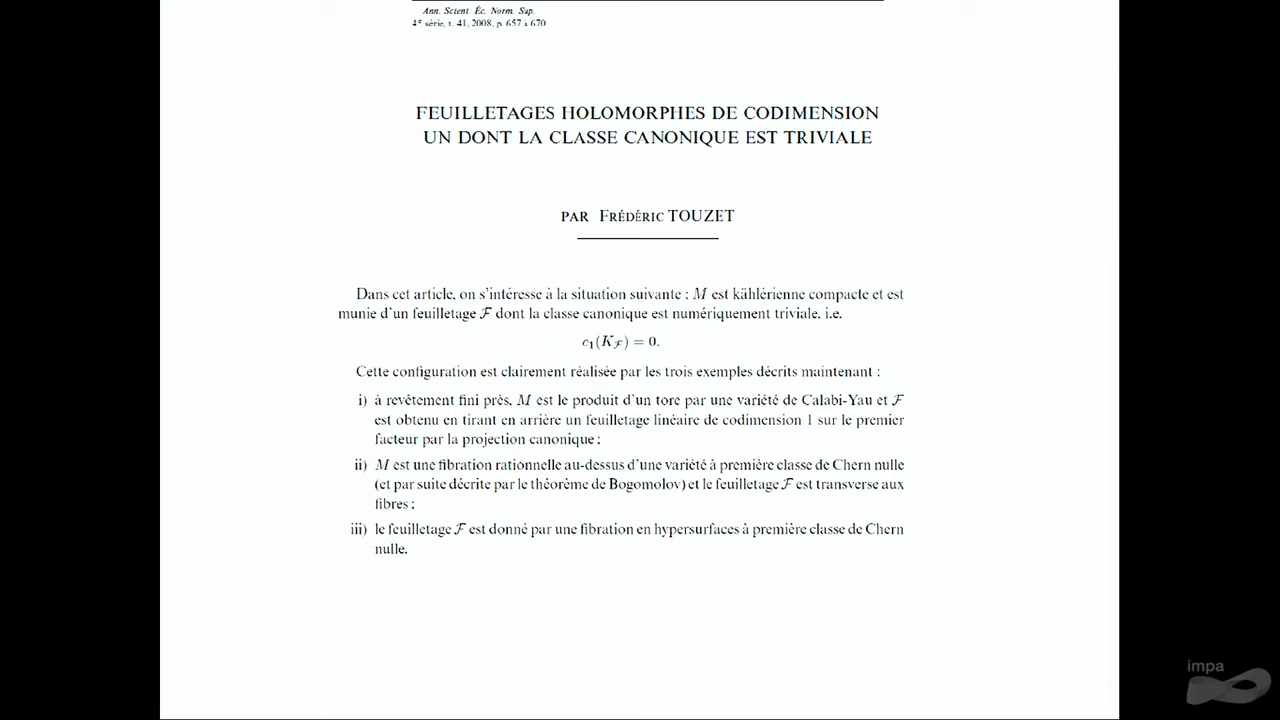 Ann. Scient. Éc. Norm. Sup.
4e série, t. 41, 2008, p. 657 à 670
FEUILLETAGES HOLOMORPHES DE CODIMENSION
UN DONT LA CLASSE CANONIQUE EST TRIVIALE
PAR FRÉDÉRIC TOUZET
Dans cet article, on s'intéresse à la situation suivante : M est kählérienne compacte et est
munie d'un feuilletage F dont la classe canonique est numériquement triviale, i.e.
c₁(K_F) = 0.
Cette configuration est clairement réalisée par les trois exemples décrits maintenant :
i) à revêtement fini près, M est le produit d'un tore par une variété de Calabi-Yau et F
est obtenu en tirant en arrière un feuilletage linéaire de codimension 1 sur le premier
facteur par la projection canonique ;
ii) M est une fibration rationnelle au-dessus d'une variété à première classe de Chern nulle
(et par suite décrite par le théorème de Bogomolov) et le feuilletage F est transverse aux
fibres ;
iii) le feuilletage F est donné par une fibration en hypersurfaces à première classe de Chern
nulle.
impa